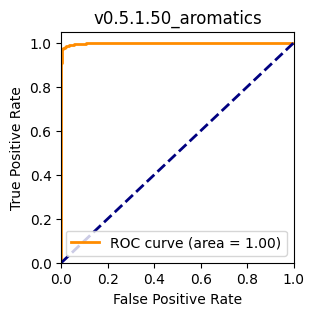 v0.5.1.50_aromatics
True Positive Rate
1.0
0.8
0.6
0.4
0.2
0.0
ROC curve (area = 1.00)
0.0 0.2 0.4 0.6 0.8 1.0
False Positive Rate